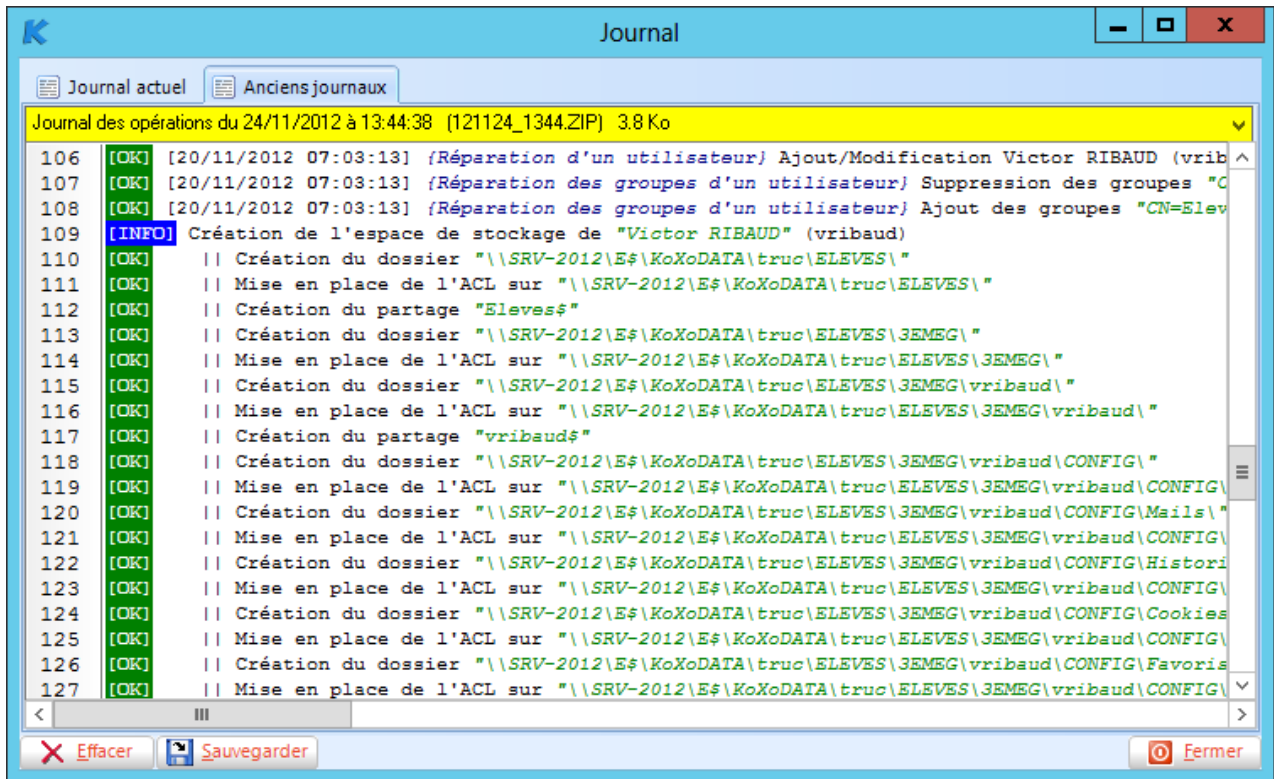 Journal
Journal actuel Anciens journaux
Journal des opérations du 24/11/2012 à 13:44:38 (121124_1344.ZIP) 3.8 Ko
106 [OK] [20/11/2012 07:03:13] {Réparation d'un utilisateur} Ajout/Modification Victor RIBAUD (vrib
107 [OK] [20/11/2012 07:03:13] {Réparation des groupes d'un utilisateur} Suppression des groupes "C
108 [OK] [20/11/2012 07:03:13] {Réparation des groupes d'un utilisateur} Ajout des groupes "CN=Elev
109 [INFO] Création de l'espace de stockage de "Victor RIBAUD" (vribaud)
110 [OK] || Création du dossier "\\SRV-2012\E$\KoXoDATA\truc\ELEVES\"
111 [OK] || Mise en place de l'ACL sur "\\SRV-2012\E$\KoXoDATA\truc\ELEVES\"
112 [OK] || Création du partage "Eleves$"
113 [OK] || Création du dossier "\\SRV-2012\E$\KoXoDATA\truc\ELEVES\3EMEG\"
114 [OK] || Mise en place de l'ACL sur "\\SRV-2012\E$\KoXoDATA\truc\ELEVES\3EMEG\"
115 [OK] || Création du dossier "\\SRV-2012\E$\KoXoDATA\truc\ELEVES\3EMEG\vribaud\"
116 [OK] || Mise en place de l'ACL sur "\\SRV-2012\E$\KoXoDATA\truc\ELEVES\3EMEG\vribaud\"
117 [OK] || Création du partage "vribaud$"
118 [OK] || Création du dossier "\\SRV-2012\E$\KoXoDATA\truc\ELEVES\3EMEG\vribaud\CONFIG\"
119 [OK] || Mise en place de l'ACL sur "\\SRV-2012\E$\KoXoDATA\truc\ELEVES\3EMEG\vribaud\CONFIG\
120 [OK] || Création du dossier "\\SRV-2012\E$\KoXoDATA\truc\ELEVES\3EMEG\vribaud\CONFIG\Mails\"
121 [OK] || Mise en place de l'ACL sur "\\SRV-2012\E$\KoXoDATA\truc\ELEVES\3EMEG\vribaud\CONFIG\
122 [OK] || Création du dossier "\\SRV-2012\E$\KoXoDATA\truc\ELEVES\3EMEG\vribaud\CONFIG\Histori
123 [OK] || Mise en place de l'ACL sur "\\SRV-2012\E$\KoXoDATA\truc\ELEVES\3EMEG\vribaud\CONFIG\
124 [OK] || Création du dossier "\\SRV-2012\E$\KoXoDATA\truc\ELEVES\3EMEG\vribaud\CONFIG\Cookies
125 [OK] || Mise en place de l'ACL sur "\\SRV-2012\E$\KoXoDATA\truc\ELEVES\3EMEG\vribaud\CONFIG\
126 [OK] || Création du dossier "\\SRV-2012\E$\KoXoDATA\truc\ELEVES\3EMEG\vribaud\CONFIG\Favoris
127 [OK] || Mise en place de l'ACL sur "\\SRV-2012\E$\KoXoDATA\truc\ELEVES\3EMEG\vribaud\CONFIG\
Effacer Sauvegarder Fermer